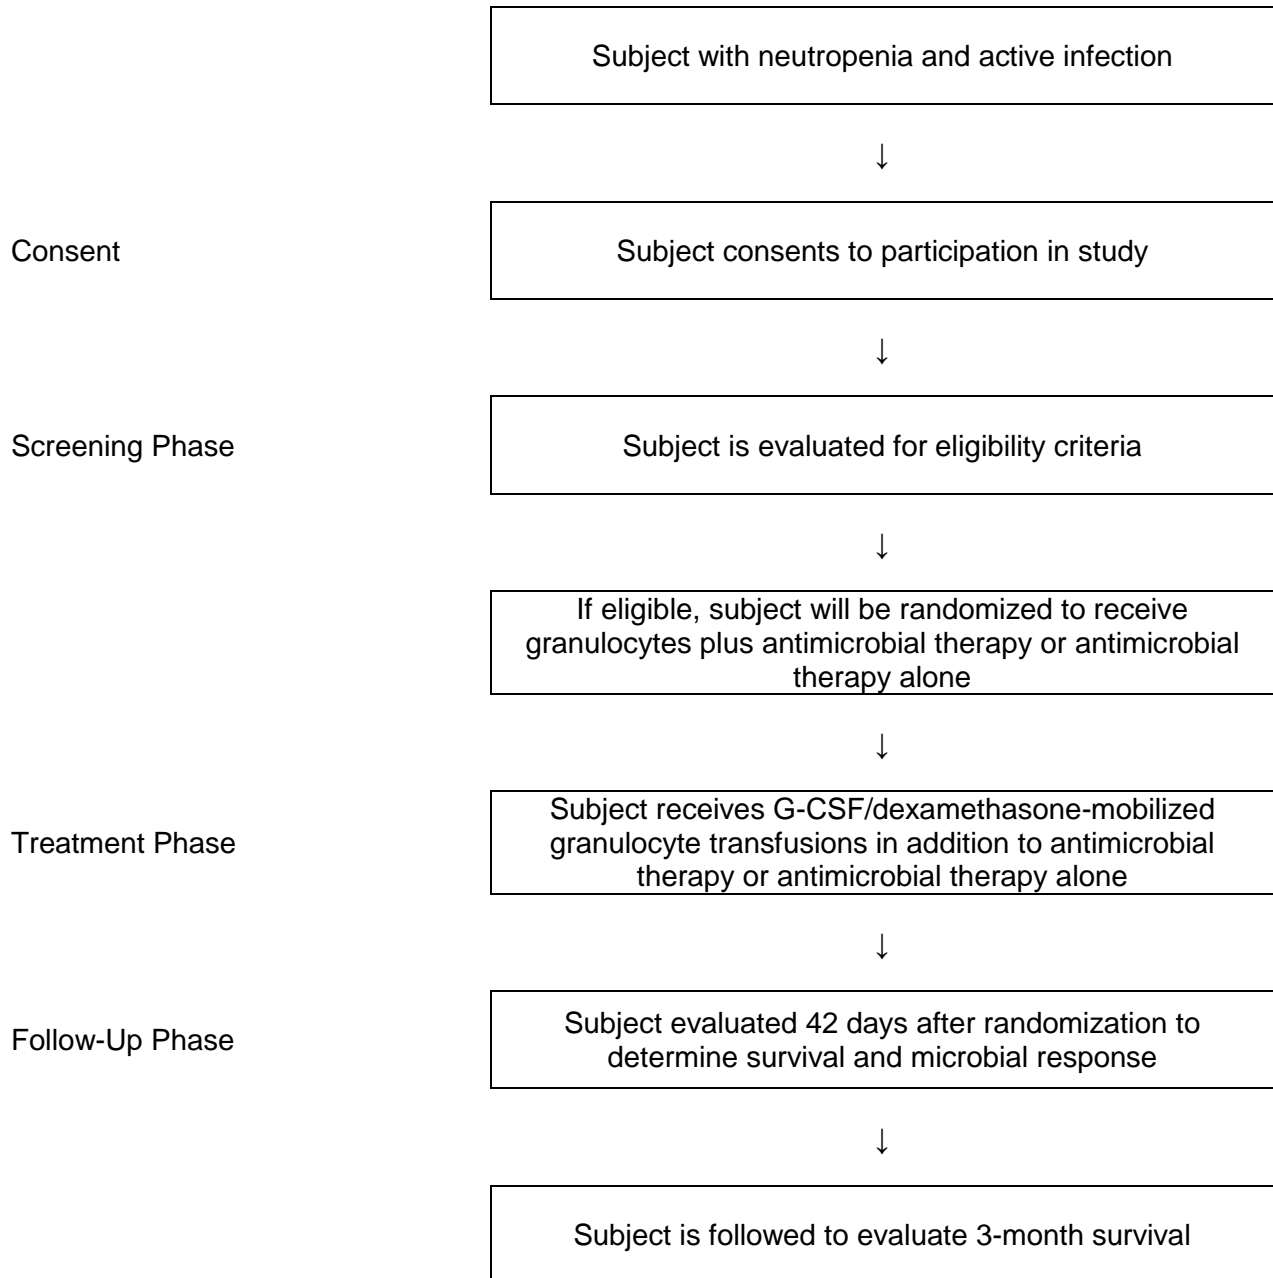 Subject with neutropenia and active infection
↓
Consent
Subject consents to participation in study
↓
Screening Phase
Subject is evaluated for eligibility criteria
↓
If eligible, subject will be randomized to receive
granulocytes plus antimicrobial therapy or antimicrobial
therapy alone
↓
Treatment Phase
Subject receives G-CSF/dexamethasone-mobilized
granulocyte transfusions in addition to antimicrobial
therapy or antimicrobial therapy alone
↓
Follow-Up Phase
Subject evaluated 42 days after randomization to
determine survival and microbial response
↓
Subject is followed to evaluate 3-month survival